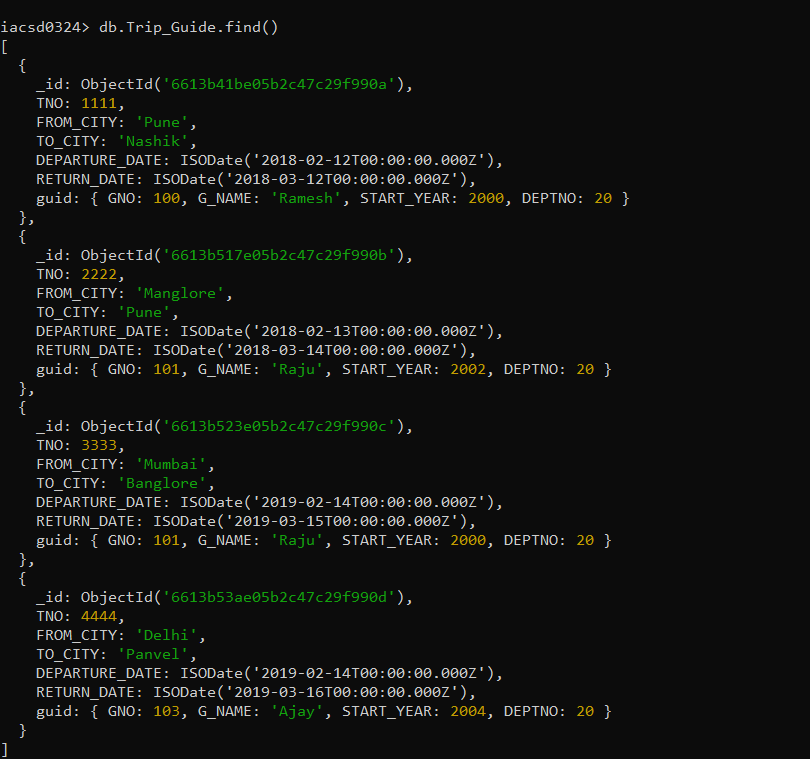 iacsd0324> db.Trip_Guide.find()
[
  {
    _id: ObjectId('6613b41be05b2c47c29f990a'),
    TNO: 1111,
    FROM_CITY: 'Pune',
    TO_CITY: 'Nashik',
    DEPARTURE_DATE: ISODate('2018-02-12T00:00:00.000Z'),
    RETURN_DATE: ISODate('2018-03-12T00:00:00.000Z'),
    guid: { GNO: 100, G_NAME: 'Ramesh', START_YEAR: 2000, DEPTNO: 20 }
  },
  {
    _id: ObjectId('6613b517e05b2c47c29f990b'),
    TNO: 2222,
    FROM_CITY: 'Manglore',
    TO_CITY: 'Pune',
    DEPARTURE_DATE: ISODate('2018-02-13T00:00:00.000Z'),
    RETURN_DATE: ISODate('2018-03-14T00:00:00.000Z'),
    guid: { GNO: 101, G_NAME: 'Raju', START_YEAR: 2002, DEPTNO: 20 }
  },
  {
    _id: ObjectId('6613b523e05b2c47c29f990c'),
    TNO: 3333,
    FROM_CITY: 'Mumbai',
    TO_CITY: 'Banglore',
    DEPARTURE_DATE: ISODate('2019-02-14T00:00:00.000Z'),
    RETURN_DATE: ISODate('2019-03-15T00:00:00.000Z'),
    guid: { GNO: 101, G_NAME: 'Raju', START_YEAR: 2000, DEPTNO: 20 }
  },
  {
    _id: ObjectId('6613b53ae05b2c47c29f990d'),
    TNO: 4444,
    FROM_CITY: 'Delhi',
    TO_CITY: 'Panvel',
    DEPARTURE_DATE: ISODate('2019-02-14T00:00:00.000Z'),
    RETURN_DATE: ISODate('2019-03-16T00:00:00.000Z'),
    guid: { GNO: 103, G_NAME: 'Ajay', START_YEAR: 2004, DEPTNO: 20 }
  }
]